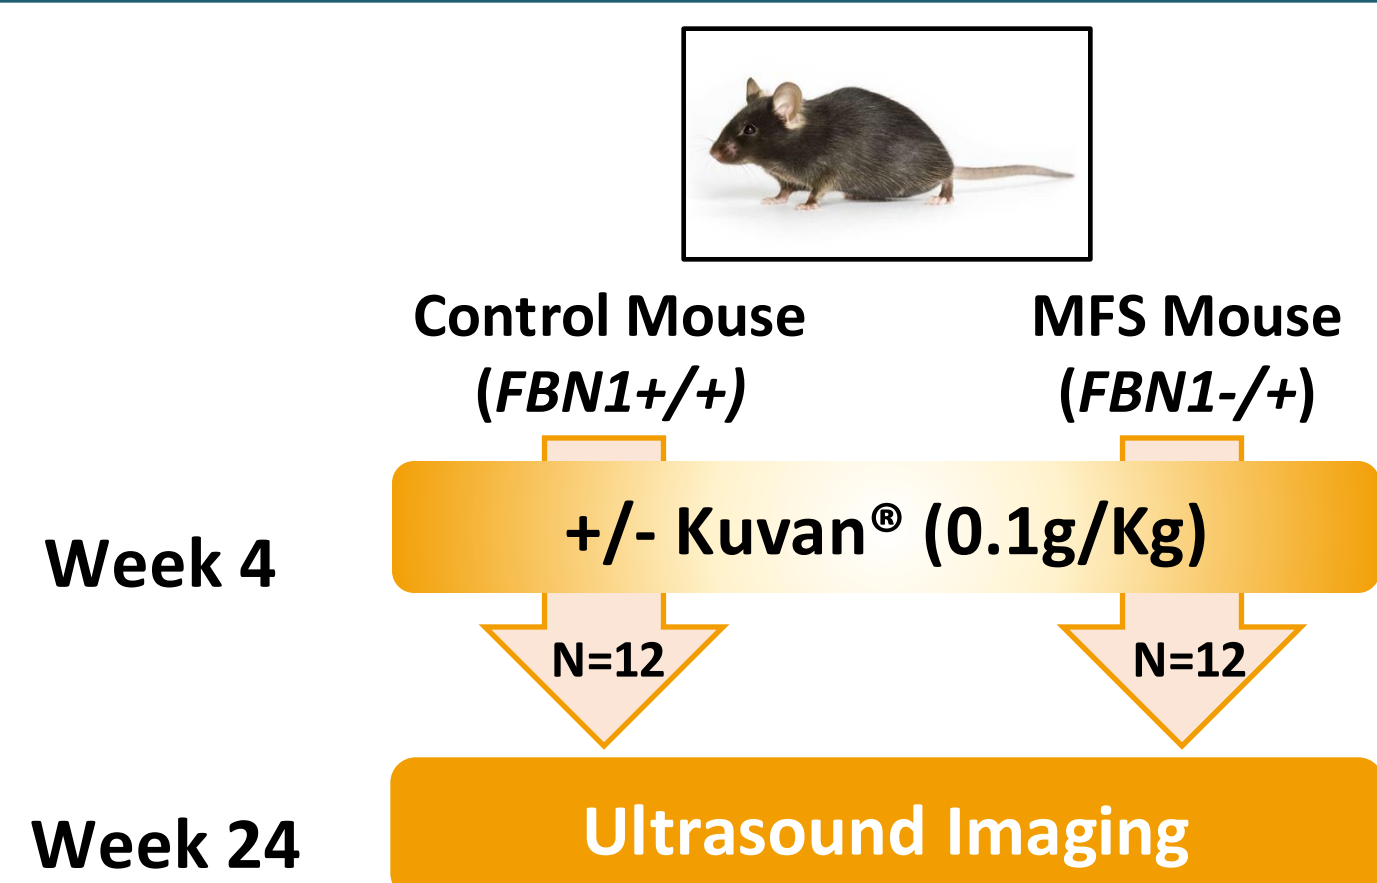 Control Mouse
(FBN1+/+)
MFS Mouse
(FBN1-/+)
Week 4
+/- Kuvan® (0.1g/Kg)
N=12
N=12
Week 24
Ultrasound Imaging